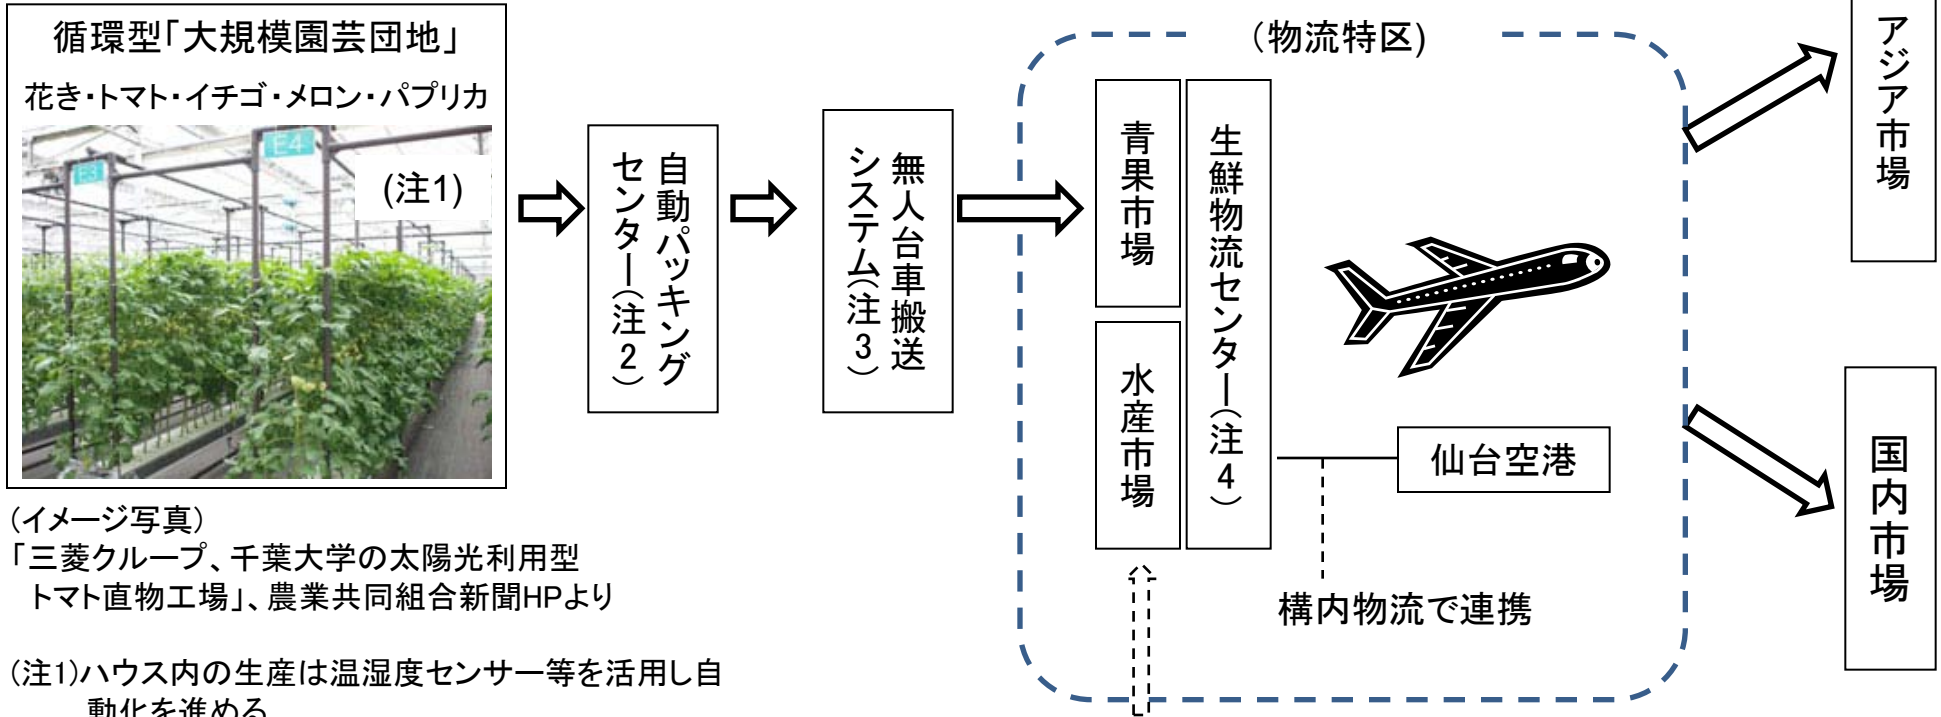 循環型「大規模園芸団地」
花き・トマト・イチゴ・メロン・パプリカ
E3
E4
(注1)
自動パッキング
センター(注2)
無人台車搬送
システム(注3)
(物流特区)
青果市場
水産市場
生鮮物流センター(注4)
仙台空港
構内物流で連携
アジア市場
国内市場
(イメージ写真)
「三菱クループ、千葉大学の太陽光利用型
トマト直物工場」、農業共同組合新聞HPより
(注1)ハウス内の生産は温湿度センサー等を活用し自
動化を進める